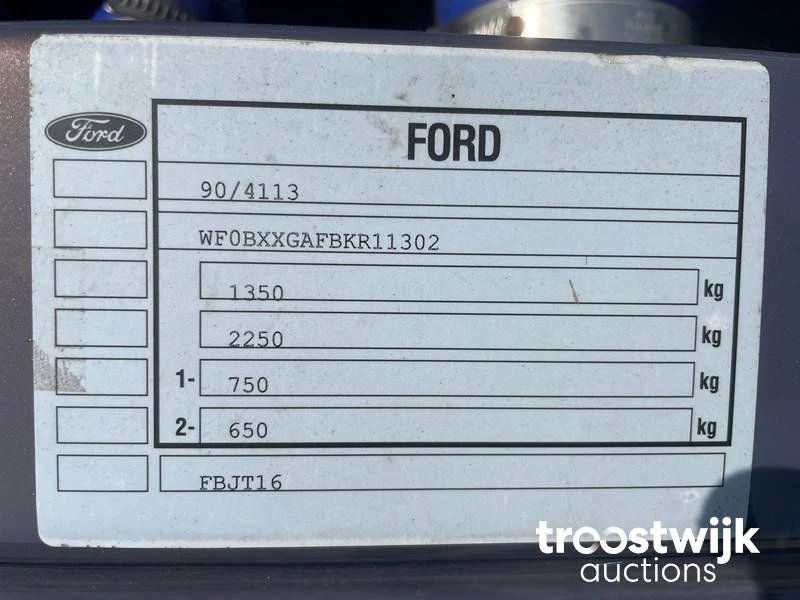 Ford
FORD
90/4113
WF0BXXGAFBKR11302
1350 kg
2250 kg
1- 750 kg
2- 650 kg
FBJT16
troostwijk
auctions